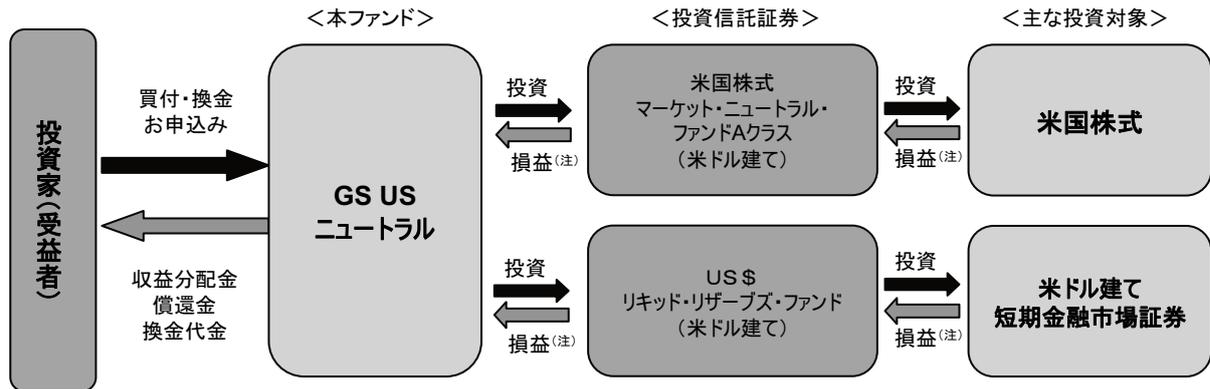 ＜本ファンド＞
＜投資信託証券＞
＜主な投資対象＞
投資家（受益者）
買付・換金
お申込み
収益分配金
償還金
換金代金
GS US
ニュートラル
投資
損益(注)
米国株式
マーケット・ニュートラル・
ファンドAクラス
（米ドル建て）
投資
損益(注)
米国株式
投資
損益(注)
US＄
リキッド・リザーブズ・ファンド
（米ドル建て）
投資
損益(注)
米ドル建て
短期金融市場証券